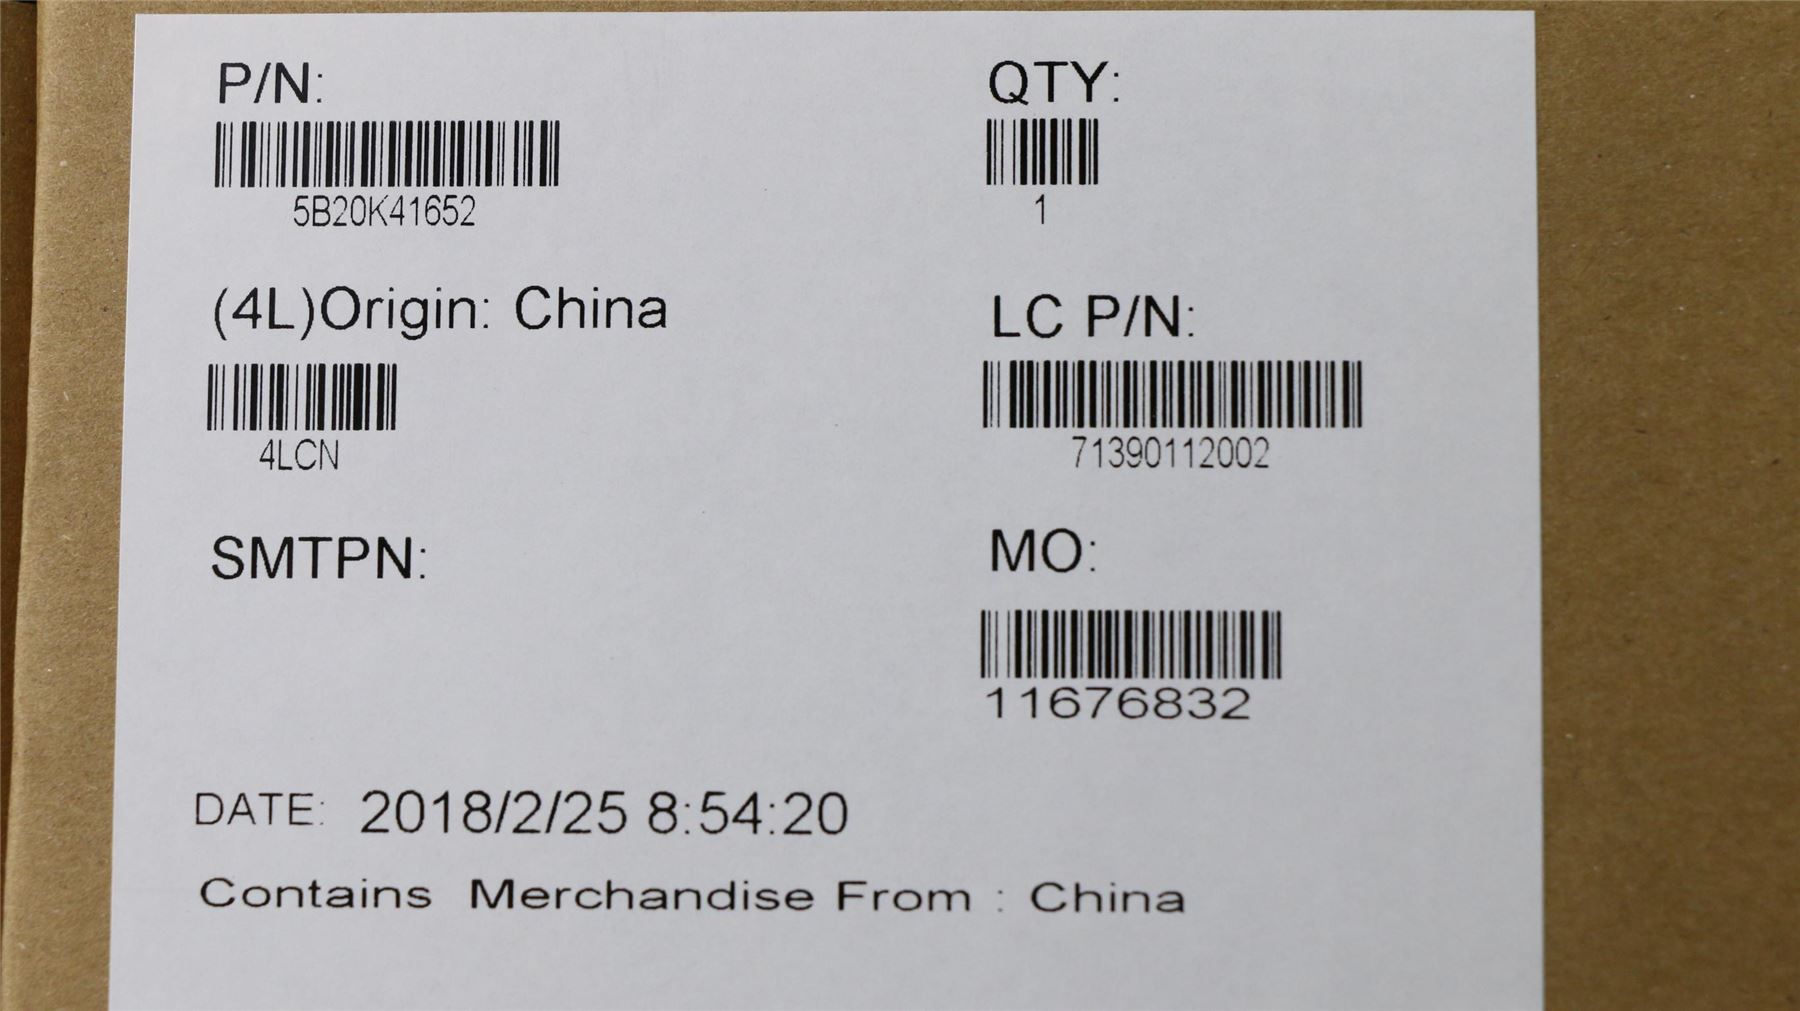 P/N:
5B20K41652
QTY:
1
(4L)Origin: China
4LCN
LC P/N:
71390112002
SMTPN:
MO:
11676832
DATE: 2018/2/25 8:54:20
Contains Merchandise From : China